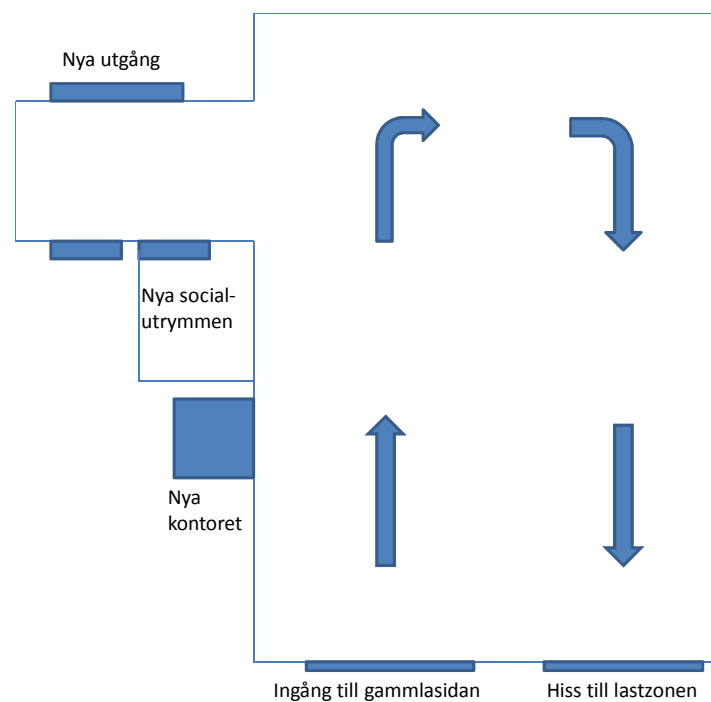 Nya utgång
Nya social-
utrymmen
Nya
kontoret
Ingång till gammlasidan
Hiss till lastzonen